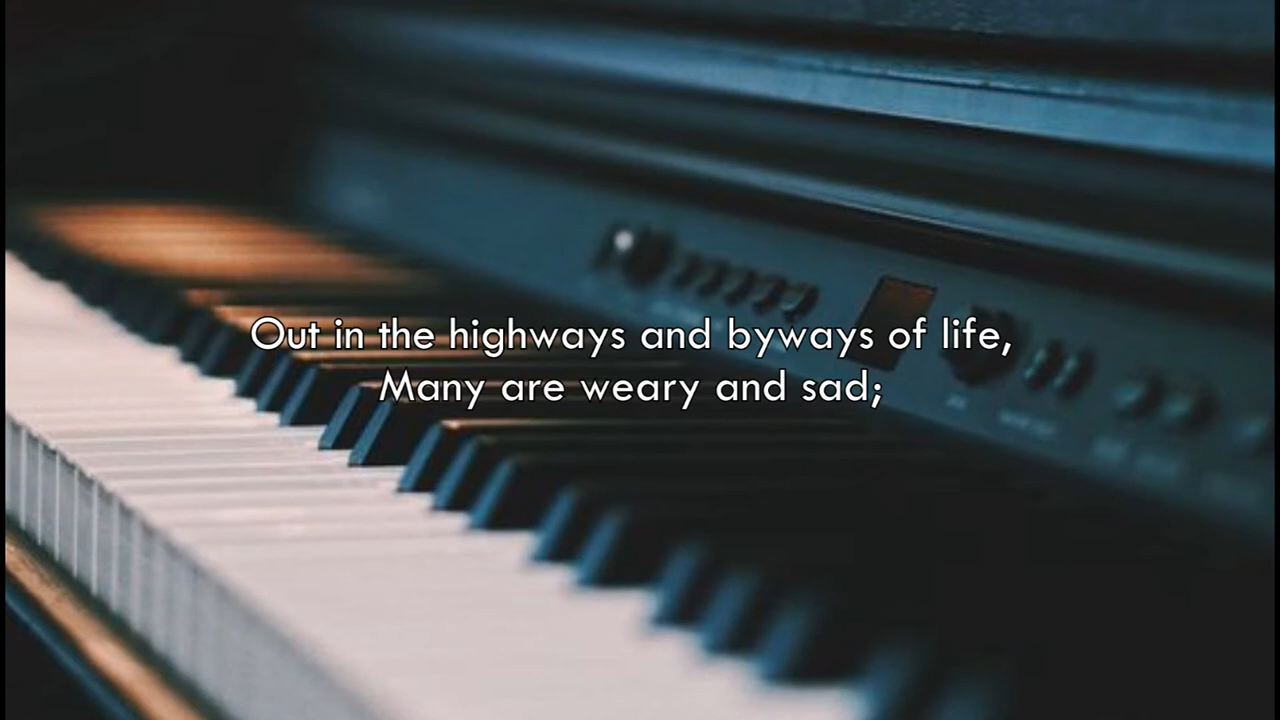 Out in the highways and byways of life,
Many are weary and sad;